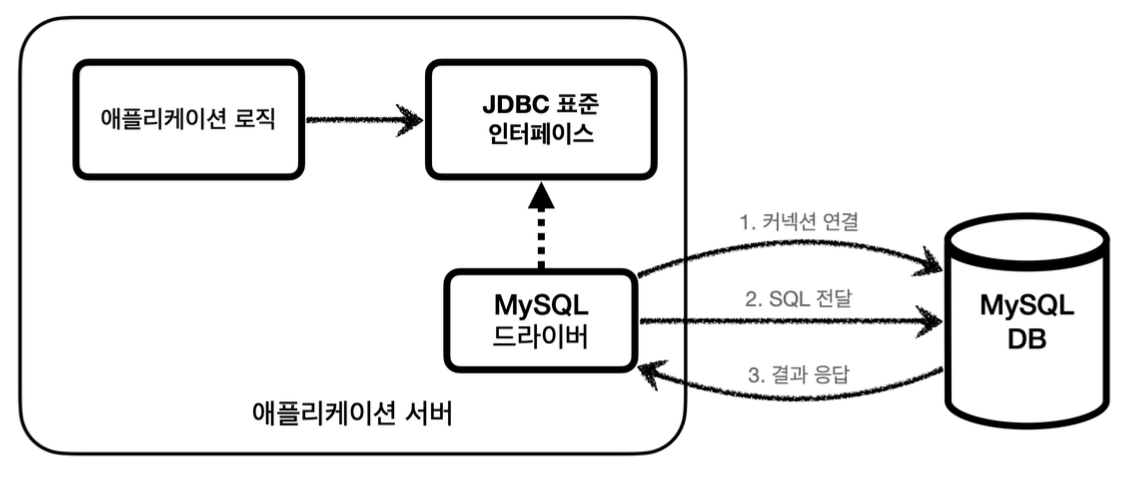 애플리케이션 로직
JDBC 표준
인터페이스
1. 커넥션 연결
MySQL
드라이버
2. SQL 전달
MySQL
DB
3. 결과 응답
애플리케이션 서버